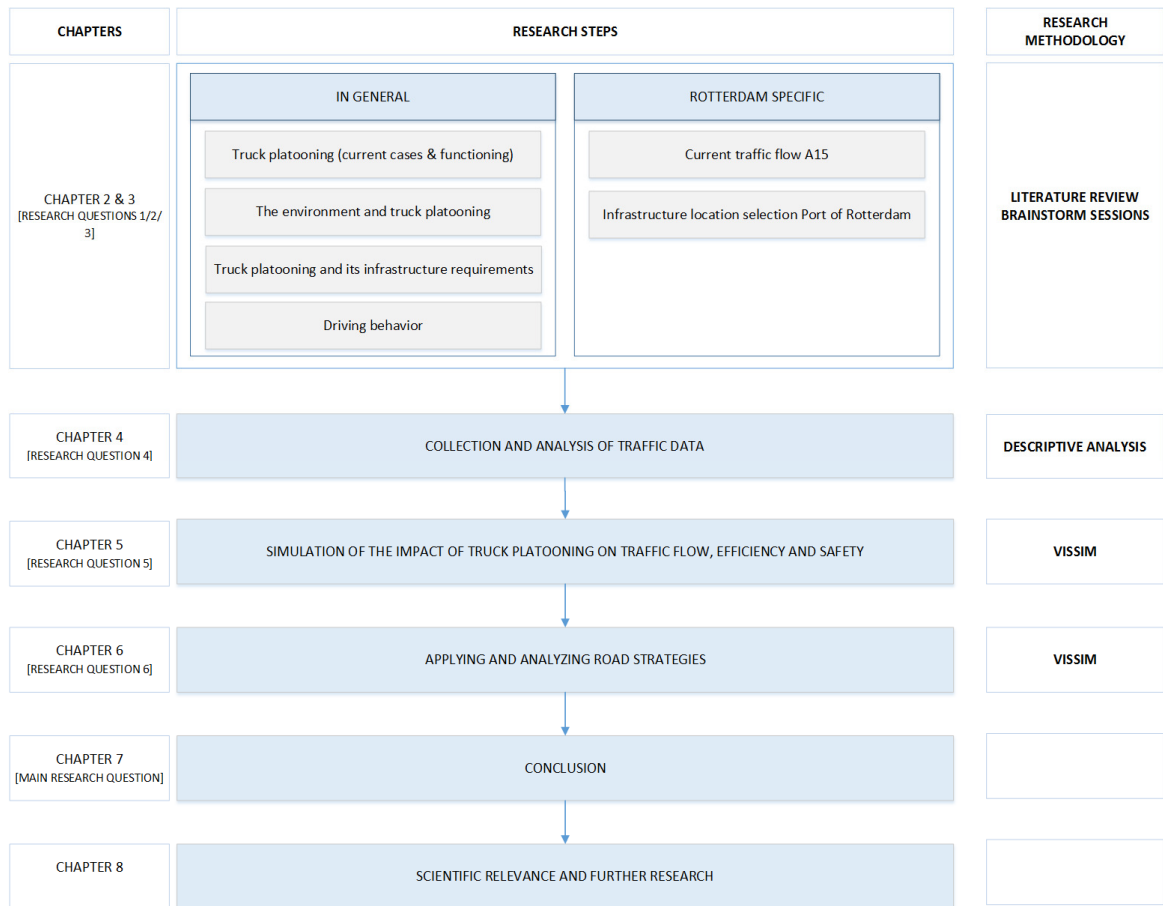 CHAPTERS
RESEARCH STEPS
RESEARCH
METHODOLOGY
CHAPTER 2 & 3
[RESEARCH QUESTIONS 1/2/
3]
IN GENERAL
Truck platooning (current cases & functioning)
The environment and truck platooning
Truck platooning and its infrastructure requirements
Driving behavior
ROTTERDAM SPECIFIC
Current traffic flow A15
Infrastructure location selection Port of Rotterdam
LITERATURE REVIEW
BRAINSTORM SESSIONS
CHAPTER 4
[RESEARCH QUESTION 4]
COLLECTION AND ANALYSIS OF TRAFFIC DATA
DESCRIPTIVE ANALYSIS
CHAPTER 5
[RESEARCH QUESTION 5]
SIMULATION OF THE IMPACT OF TRUCK PLATOONING ON TRAFFIC FLOW, EFFICIENCY AND SAFETY
VISSIM
CHAPTER 6
[RESEARCH QUESTION 6]
APPLYING AND ANALYZING ROAD STRATEGIES
VISSIM
CHAPTER 7
[MAIN RESEARCH QUESTION]
CONCLUSION
CHAPTER 8
SCIENTIFIC RELEVANCE AND FURTHER RESEARCH